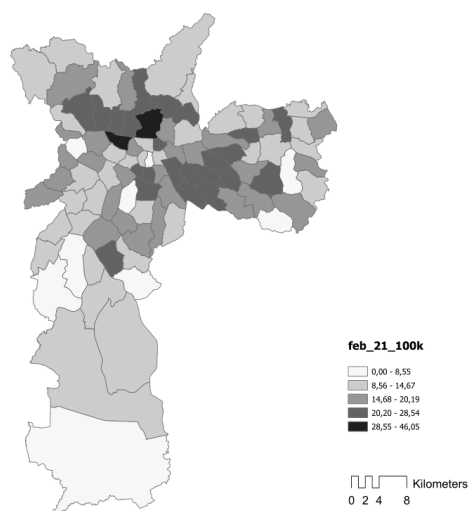 feb_21_100k
0,00 - 8,55
8,56 - 14,67
14,68 - 20,19
20,20 - 28,54
28,55 - 46,05
Kilometers
0 2 4 8